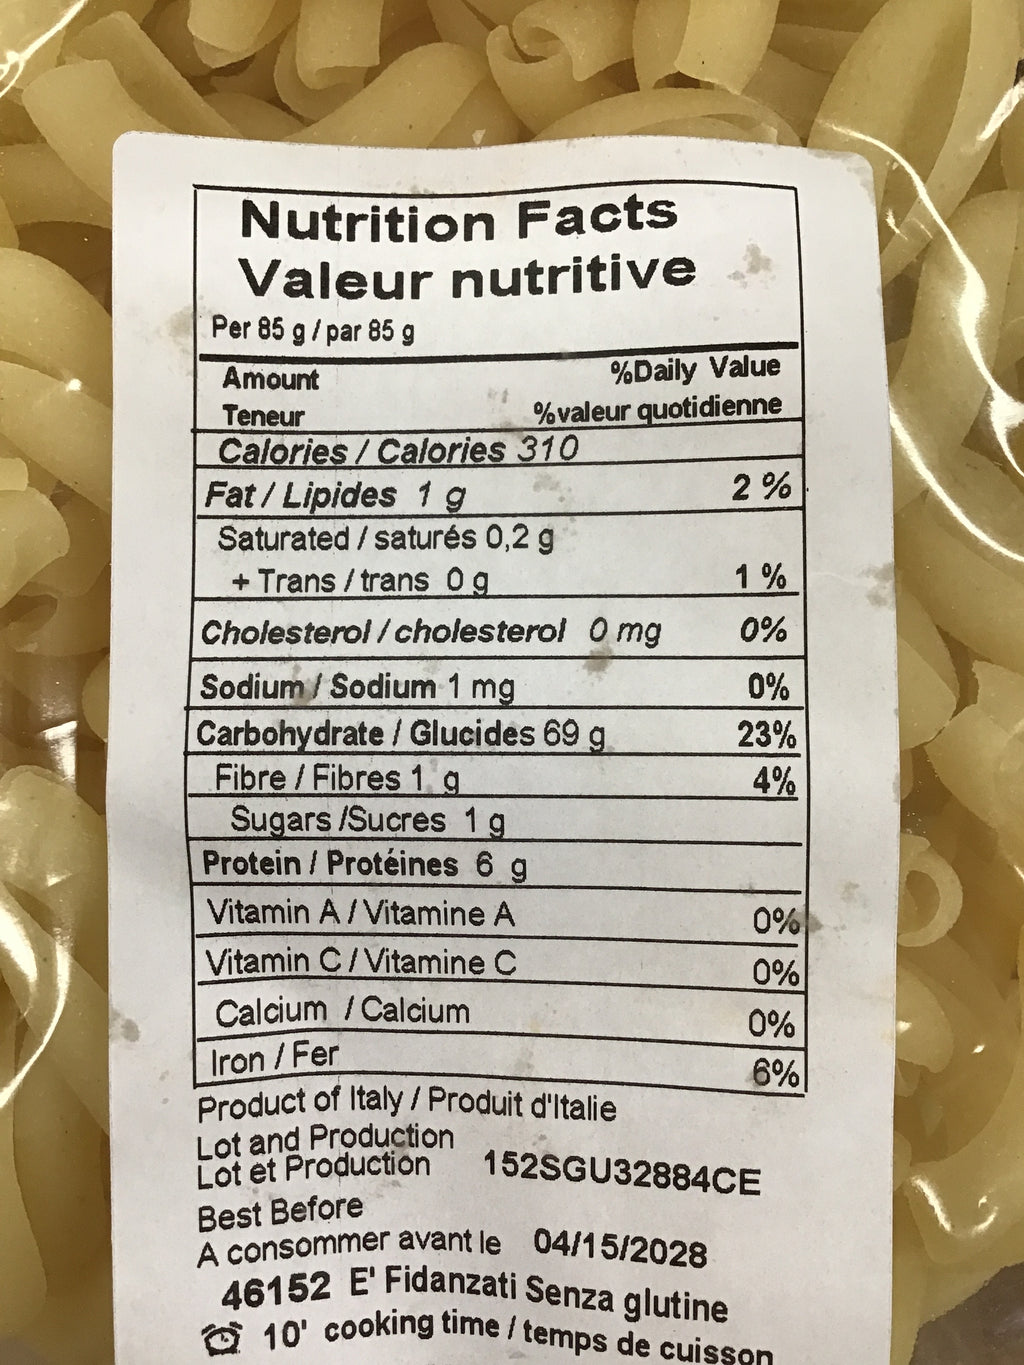 Nutrition Facts
Valeur nutritive
Per 85 g / par 85 g
Amount %Daily Value
Teneur %valeur quotidienne
Calories / Calories 310
Fat / Lipides 1 g 2 %
Saturated / saturés 0,2 g
+ Trans / trans 0 g 1 %
Cholesterol / cholesterol 0 mg 0%
Sodium / Sodium 1 mg 0%
Carbohydrate / Glucides 69 g 23%
Fibre / Fibres 1 g 4%
Sugars /Sucres 1 g
Protein / Protéines 6 g
Vitamin A / Vitamine A 0%
Vitamin C / Vitamine C 0%
Calcium / Calcium 0%
Iron / Fer 6%
Product of Italy / Produit d'Italie
Lot and Production
Lot et Production 152SGU32884CE
Best Before
A consommer avant le 04/15/2028
46152 E' Fidanzati Senza glutine
10' cooking time / temps de cuisson